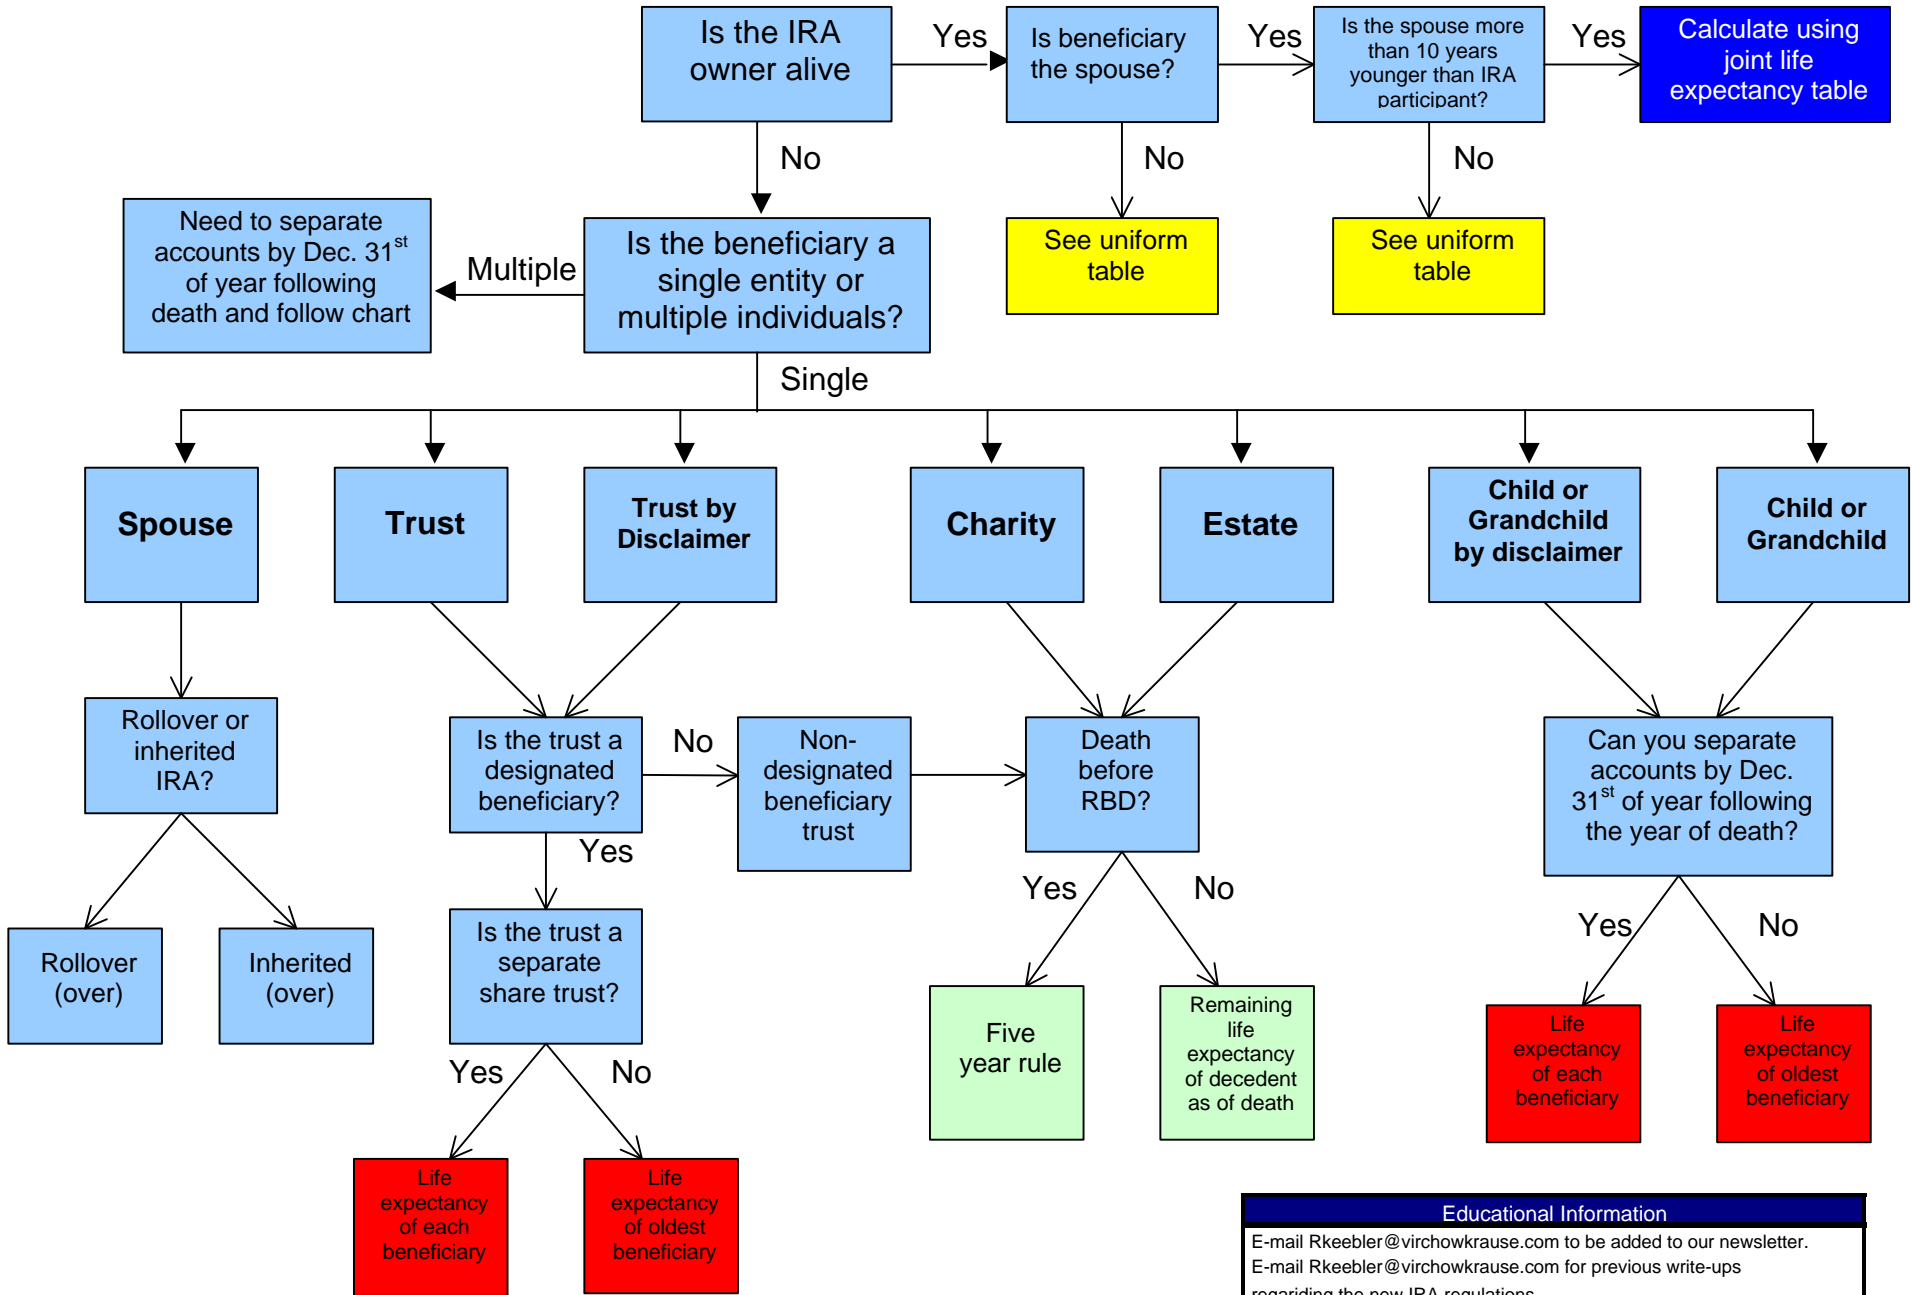 Is the IRA
owner alive
Yes
Is beneficiary
the spouse?
Yes
Is the spouse more
than 10 years
younger than IRA
participant?
Yes
Calculate using
joint life
expectancy table
No
No
No
Need to separate
accounts by Dec. 31st
of year following
death and follow chart
Multiple
Is the beneficiary a
single entity or
multiple individuals?
See uniform
table
See uniform
table
Single
Spouse
Trust
Trust by
Disclaimer
Charity
Estate
Child or
Grandchild
by disclaimer
Child or
Grandchild
Rollover or
inherited
IRA?
Is the trust a
designated
beneficiary?
No
Non-
designated
beneficiary
trust
Death
before
RBD?
Can you separate
accounts by Dec.
31st of year following
the year of death?
Yes
Yes
No
Yes
No
Rollover
(over)
Inherited
(over)
Is the trust a
separate
share trust?
Five
year rule
Remaining
life
expectancy
of decedent
as of death
Life
expectancy
of each
beneficiary
Life
expectancy
of oldest
beneficiary
Yes
No
Life
expectancy
of each
beneficiary
Life
expectancy
of oldest
beneficiary
Educational Information
E-mail Rkeebler@virchowkrause.com to be added to our newsletter.
E-mail Rkeebler@virchowkrause.com for previous write-ups
regariding the new IRA regulations